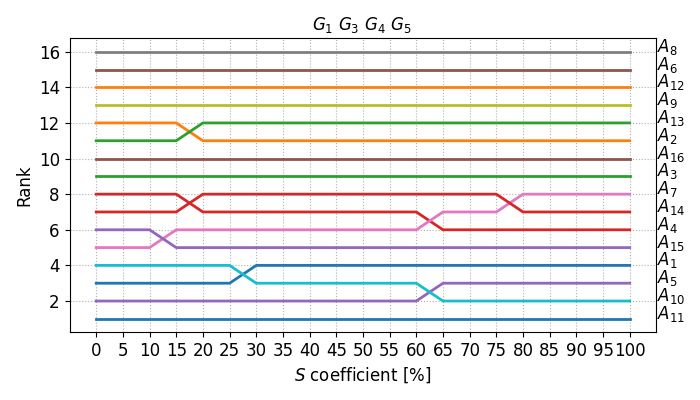 G₁ G₃ G₄ G₅
16
14
12
10
8
6
4
2
Rank
A₈
A₆
A₁₂
A₉
A₁₃
A₂
A₁₆
A₃
A₇
A₁₄
A₄
A₁₅
A₁
A₅
A₁₀
A₁₁
0 5 10 15 20 25 30 35 40 45 50 55 60 65 70 75 80 85 90 95 100
S coefficient [%]